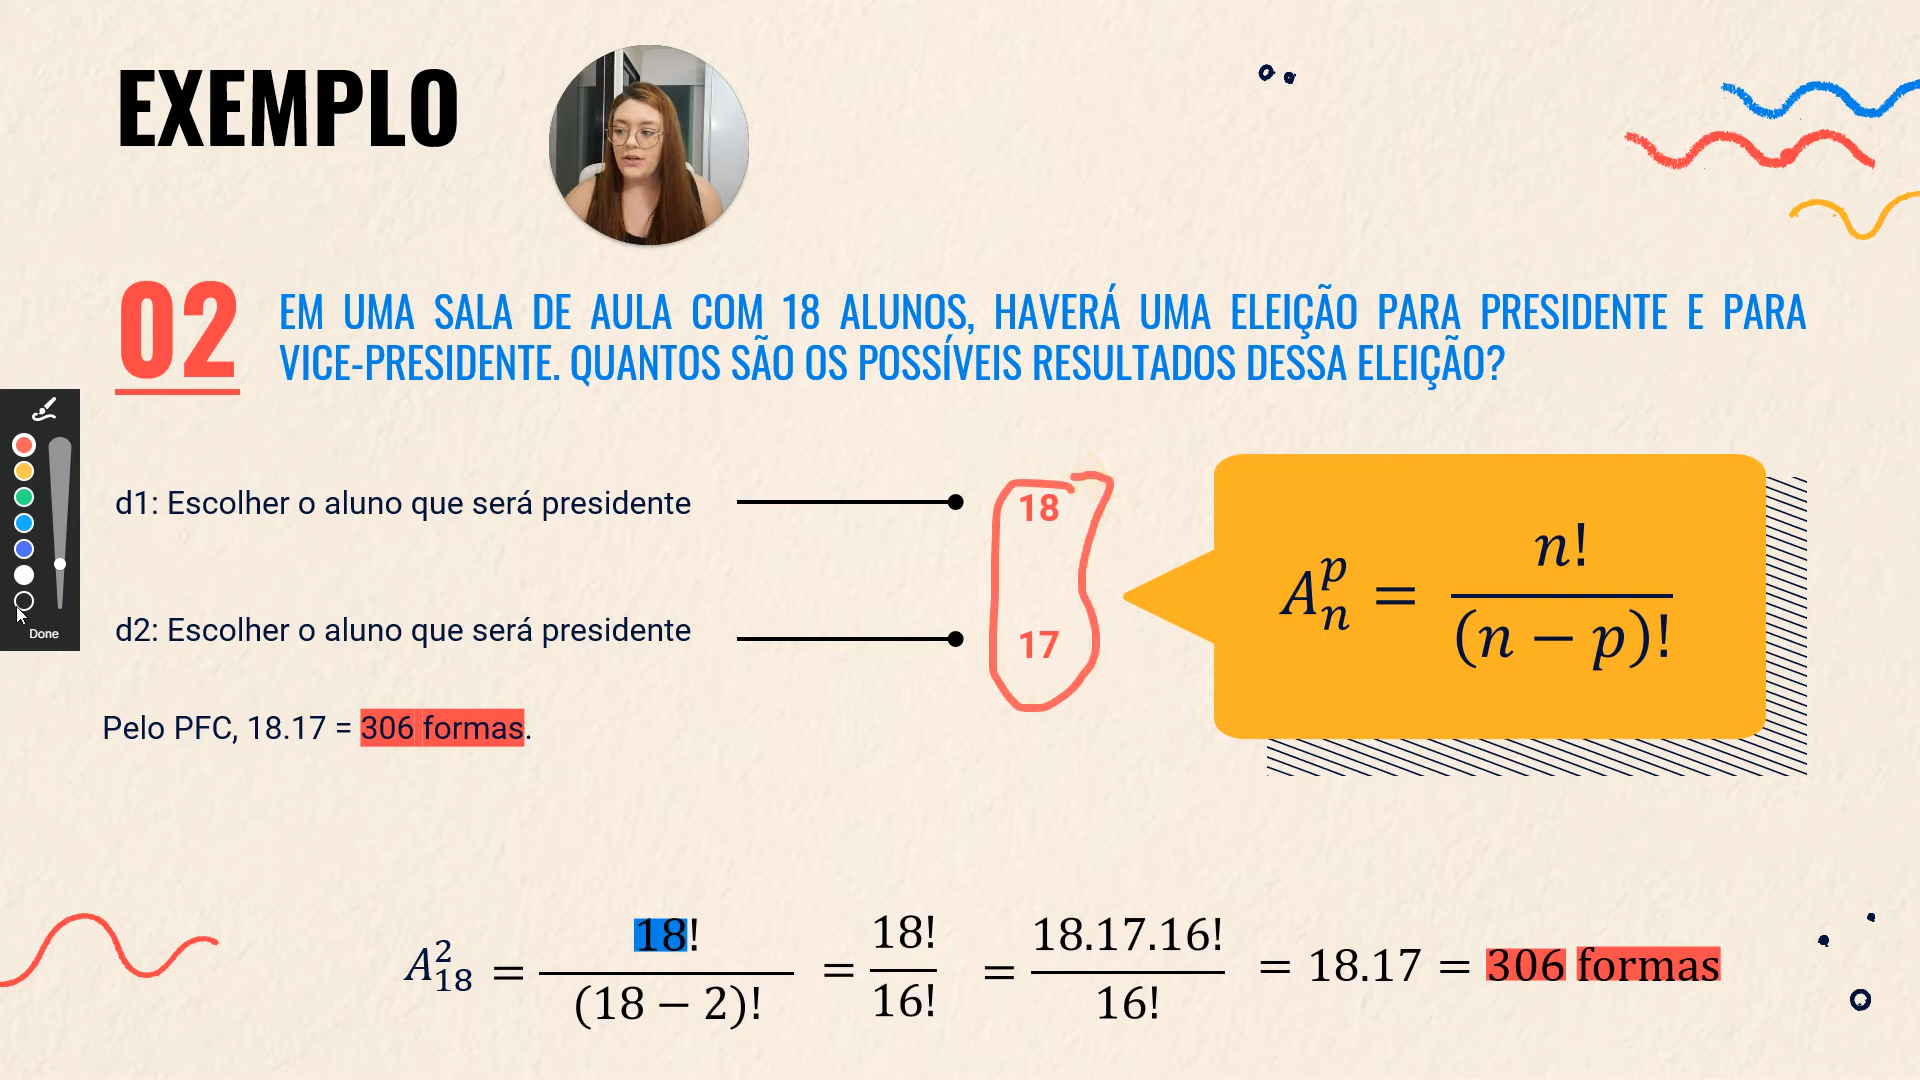 EXEMPLO
02
EM UMA SALA DE AULA COM 18 ALUNOS, HAVERÁ UMA ELEIÇÃO PARA PRESIDENTE E PARA
VICE-PRESIDENTE. QUANTOS SÃO OS POSSÍVEIS RESULTADOS DESSA ELEIÇÃO?
d1: Escolher o aluno que será presidente
18
d2: Escolher o aluno que será presidente
17
Pelo PFC, 18.17 = 306 formas.
A_n^p = n! / (n − p)!
A_18^2 = 18! / (18 − 2)! = 18! / 16! = 18.17.16! / 16! = 18.17 = 306 formas
Done